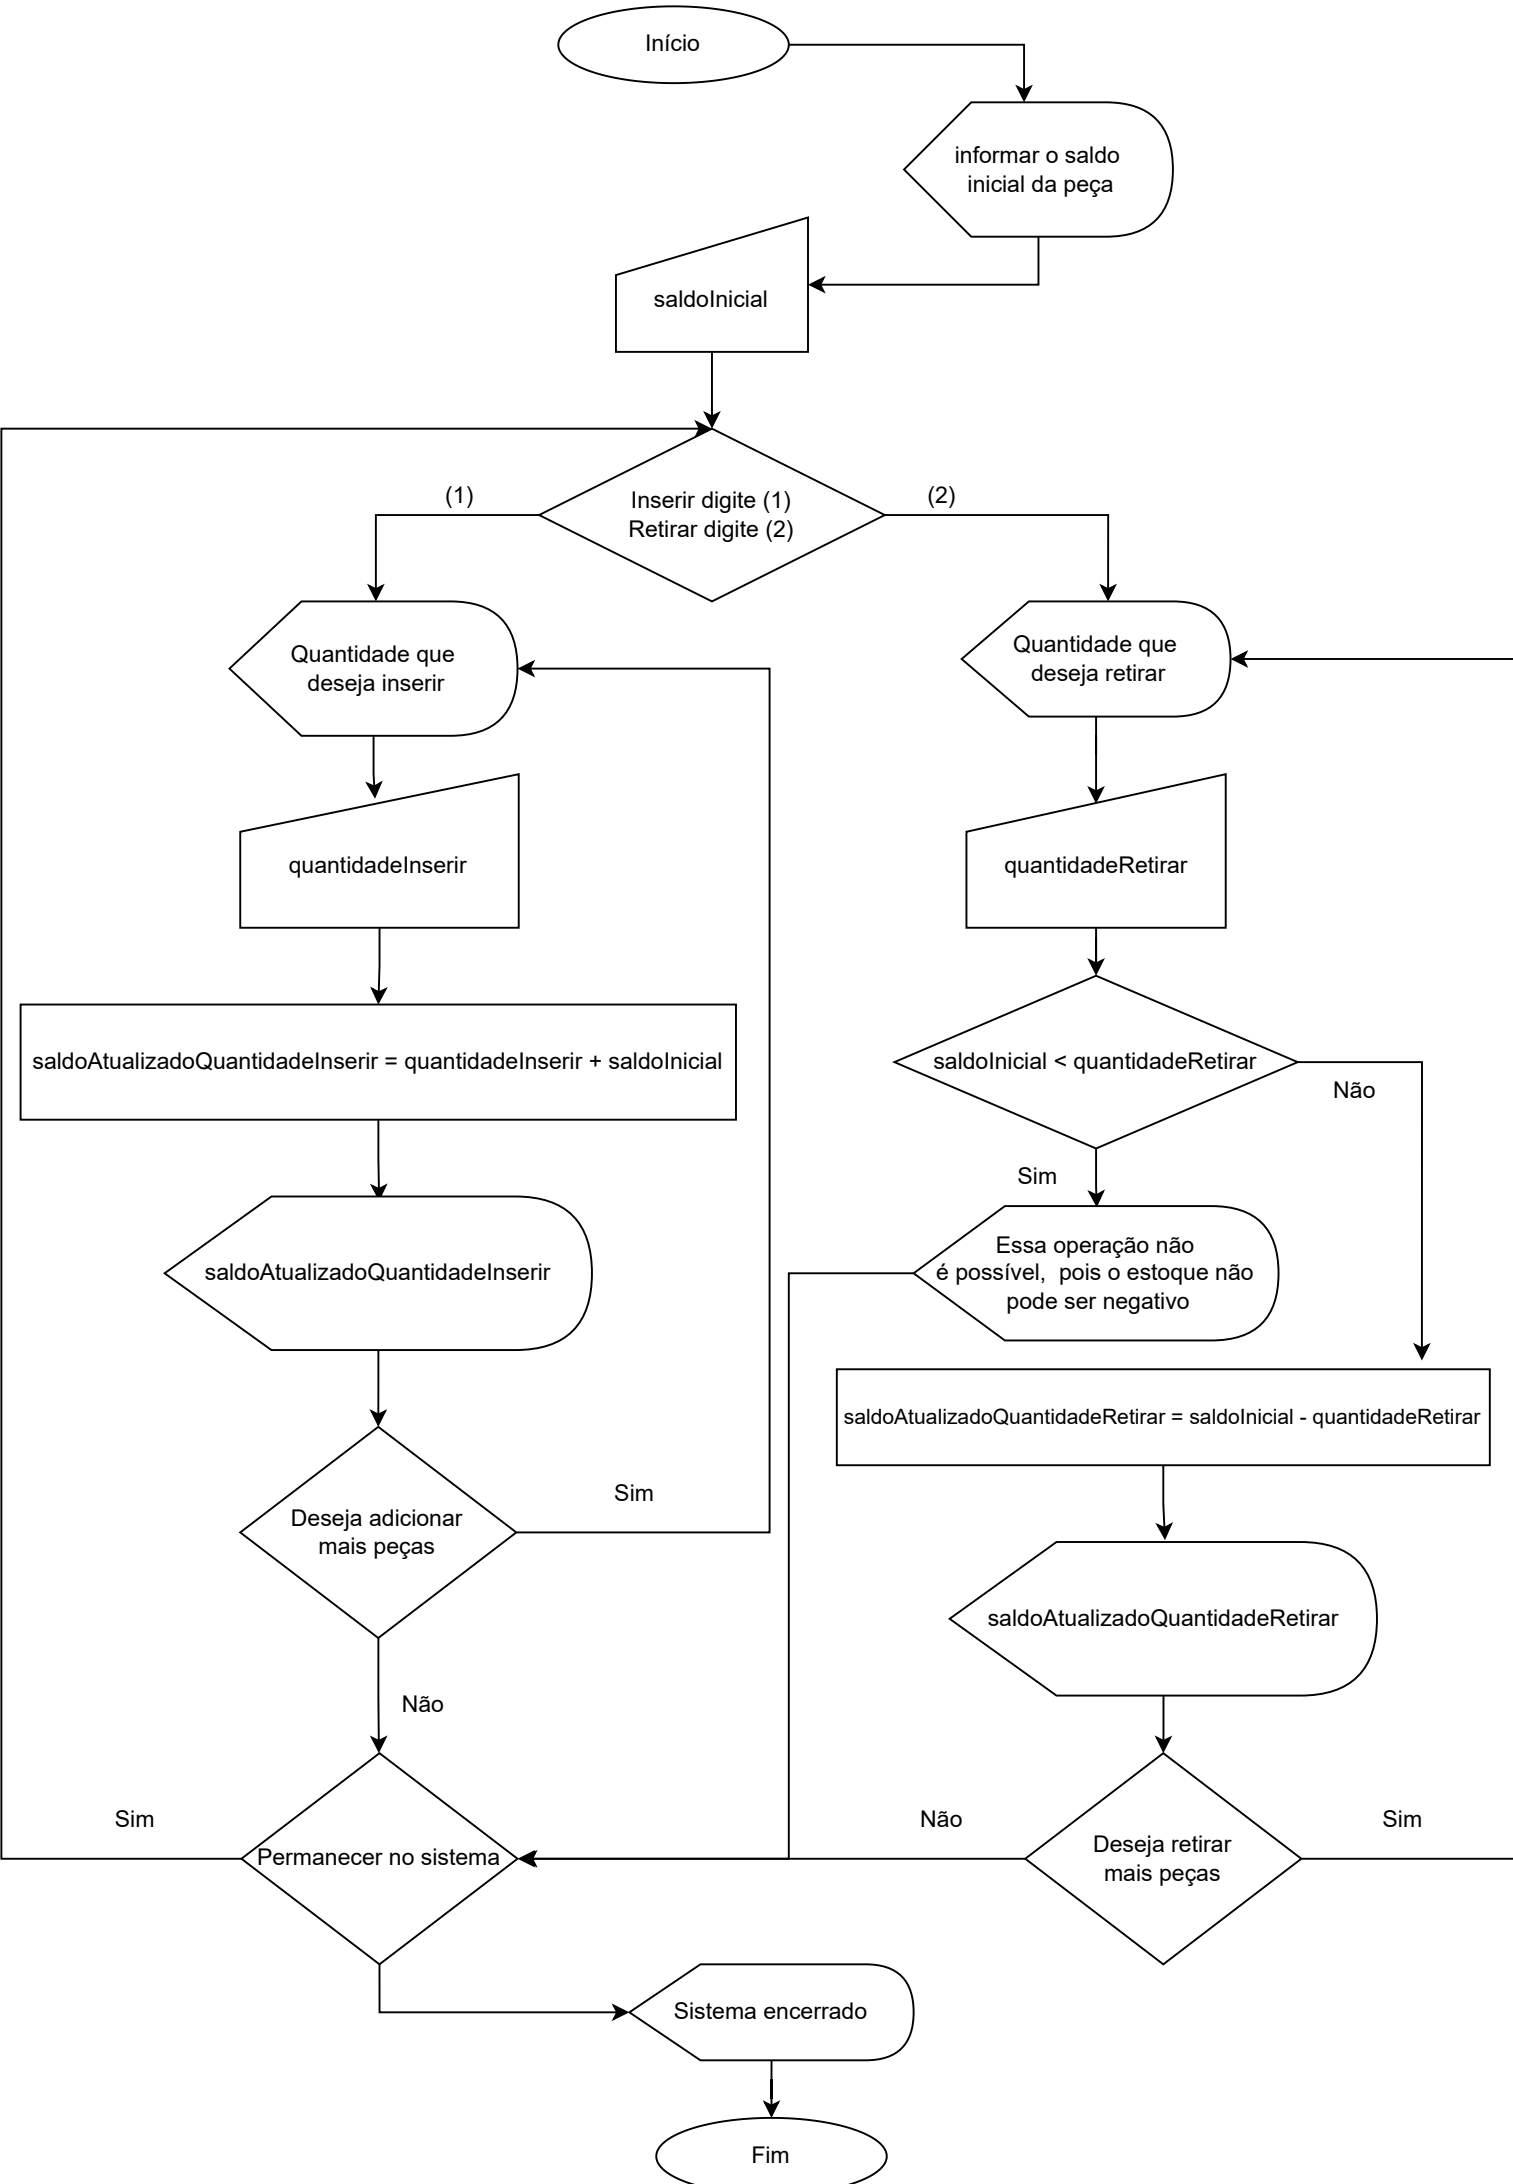 Início
informar o saldo
inicial da peça
saldoInicial
(1)
Inserir digite (1)
Retirar digite (2)
(2)
Quantidade que
deseja inserir
Quantidade que
deseja retirar
quantidadeInserir
quantidadeRetirar
saldoAtualizadoQuantidadeInserir = quantidadeInserir + saldoInicial
saldoInicial < quantidadeRetirar
Não
Sim
saldoAtualizadoQuantidadeInserir
Essa operação não
é possível,  pois o estoque não
pode ser negativo
saldoAtualizadoQuantidadeRetirar = saldoInicial - quantidadeRetirar
Deseja adicionar
mais peças
Sim
saldoAtualizadoQuantidadeRetirar
Não
Sim
Permanecer no sistema
Não
Deseja retirar
mais peças
Sim
Sistema encerrado
Fim